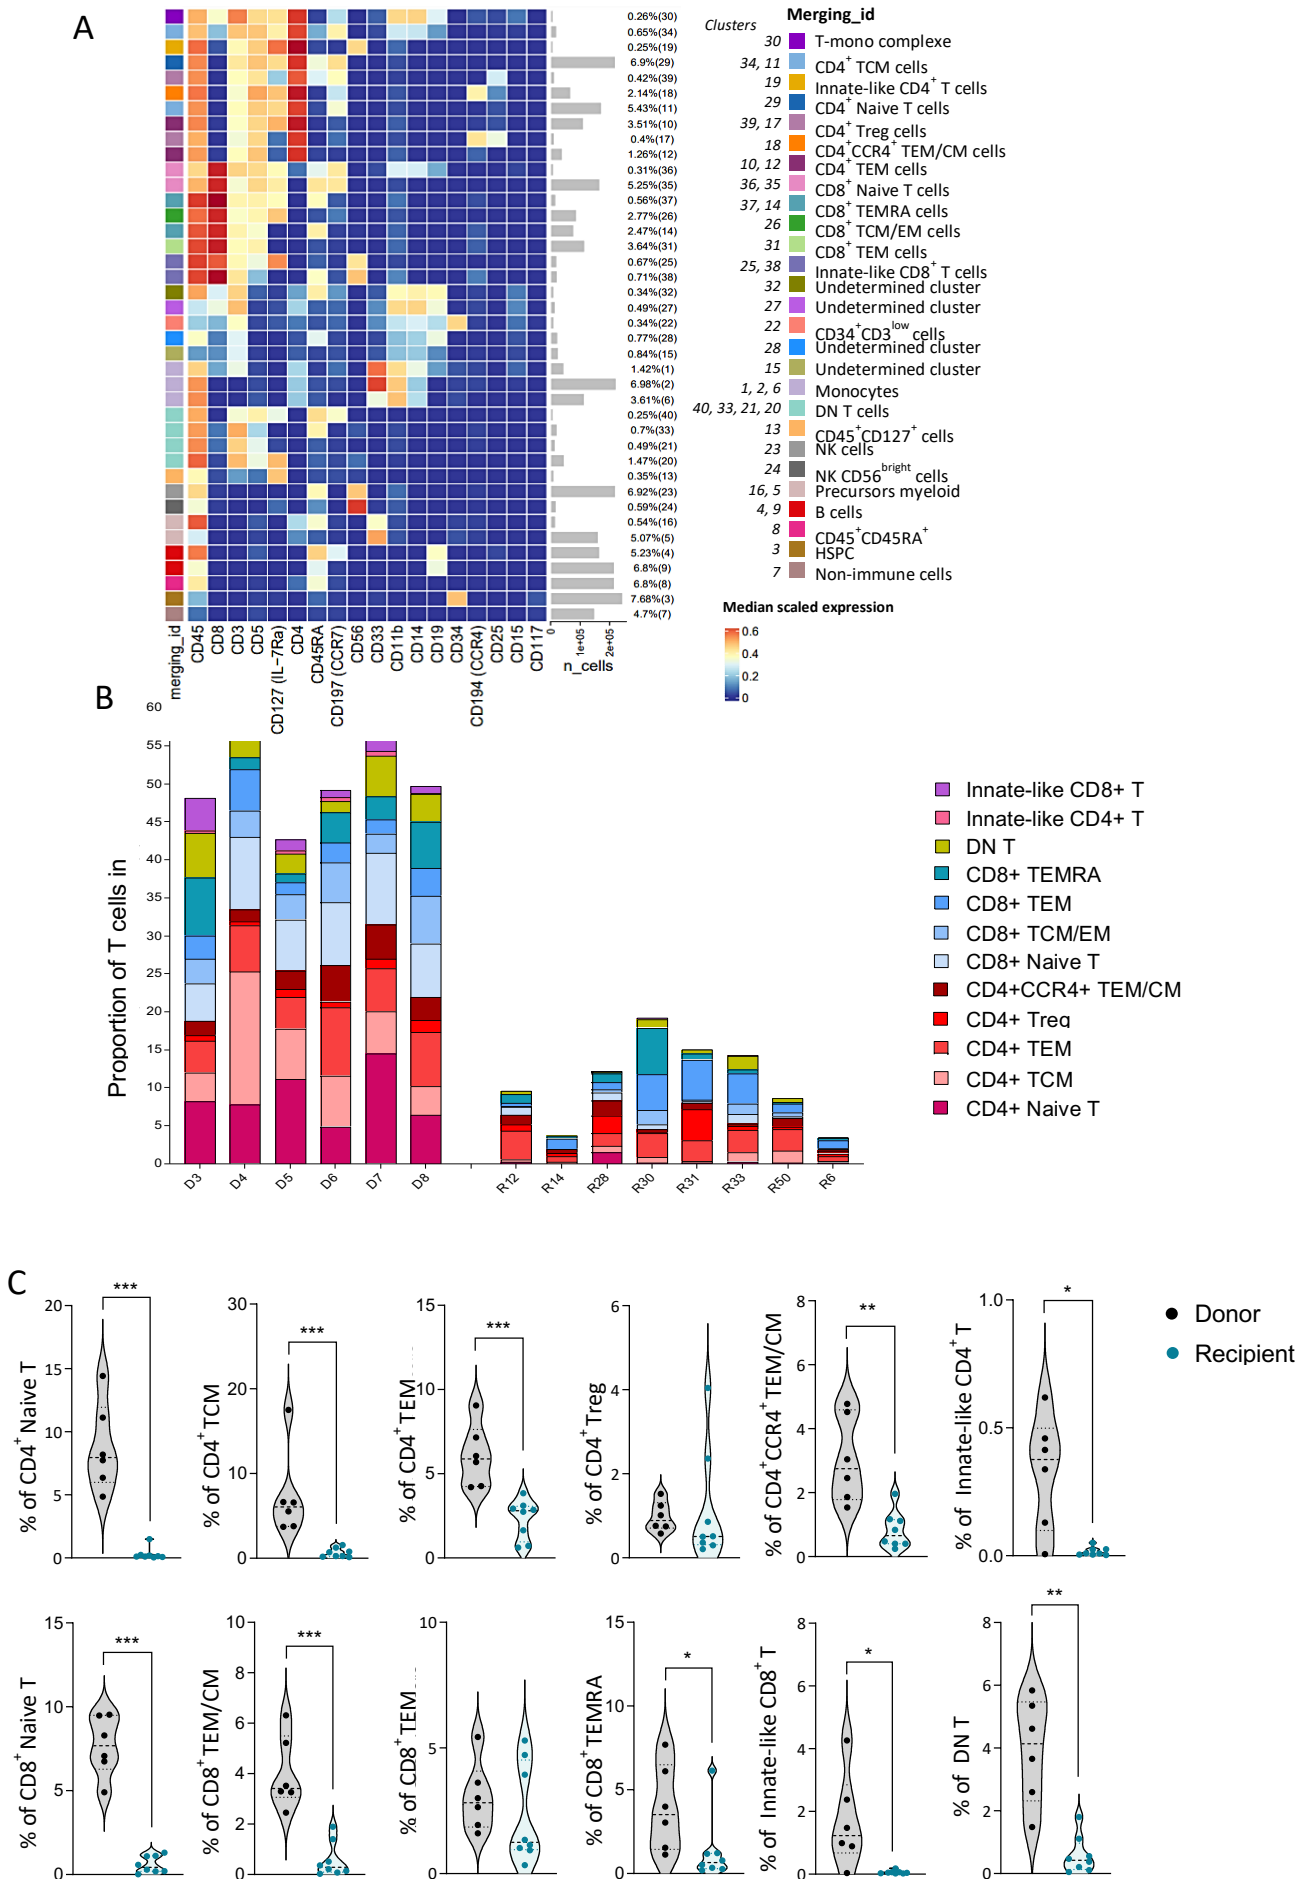 A
Clusters
Merging_id
30 T-mono complexe
34, 11 CD4+ TCM cells
19 Innate-like CD4+ T cells
29 CD4+ Naive T cells
39, 17 CD4+ Treg cells
18 CD4+CCR4+ TEM/CM cells
10, 12 CD4+ TEM cells
36, 35 CD8+ Naive T cells
37, 14 CD8+ TEMRA cells
26 CD8+ TCM/EM cells
31 CD8+ TEM cells
25, 38 Innate-like CD8+ T cells
32 Undetermined cluster
27 Undetermined cluster
22 CD34+CD3low cells
28 Undetermined cluster
15 Undetermined cluster
1, 2, 6 Monocytes
40, 33, 21, 20 DN T cells
13 CD45+CD127+ cells
23 NK cells
24 NK CD56bright cells
16, 5 Precursors myeloid
4, 9 B cells
8 CD45+CD45RA+
3 HSPC
7 Non-immune cells
0.26%(30)
0.65%(34)
0.25%(19)
6.9%(29)
0.42%(39)
2.14%(18)
5.43%(11)
3.51%(10)
0.4%(17)
1.26%(12)
0.31%(36)
5.25%(35)
0.56%(37)
2.77%(26)
2.47%(14)
3.64%(31)
0.67%(25)
0.71%(38)
0.34%(32)
0.49%(27)
0.34%(22)
0.77%(28)
0.84%(15)
1.42%(1)
6.98%(2)
3.61%(6)
0.25%(40)
0.7%(33)
0.49%(21)
1.47%(20)
0.35%(13)
6.92%(23)
0.59%(24)
0.54%(16)
5.07%(5)
5.23%(4)
6.8%(9)
6.8%(8)
7.68%(3)
4.7%(7)
merging_id CD45 CD8 CD3 CD5 CD127 (IL-7Ra) CD4 CD45RA CD197 (CCR7) CD56 CD33 CD11b CD14 CD19 CD34 CD194 (CCR4) CD25 CD15 CD117
0 1e+05 2e+05
n_cells
Median scaled expression
0.6
0.4
0.2
0
B
Proportion of T cells in
60
55
50
45
40
35
30
25
20
15
10
5
0
D3 D4 D5 D6 D7 D8 R12 R14 R28 R30 R31 R33 R50 R6
Innate-like CD8+ T
Innate-like CD4+ T
DN T
CD8+ TEMRA
CD8+ TEM
CD8+ TCM/EM
CD8+ Naive T
CD4+CCR4+ TEM/CM
CD4+ Treg
CD4+ TEM
CD4+ TCM
CD4+ Naive T
C
% of CD4+ Naive T
20
15
10
5
0
***
% of CD4+ TCM
30
20
10
0
***
% of CD4+ TEM
15
10
5
0
***
% of CD4+ Treg
6
4
2
0
% of CD4+CCR4+ TEM/CM
8
6
4
2
0
**
% of Innate-like CD4+ T
1.0
0.5
0.0
*
Donor
Recipient
% of CD8+ Naive T
15
10
5
0
***
% of CD8+ TEM/CM
10
8
6
4
2
0
***
% of CD8+ TEM
10
5
0
% of CD8+ TEMRA
15
10
5
0
*
% of Innate-like CD8+ T
8
6
4
2
0
*
% of DN T
8
6
4
2
0
**